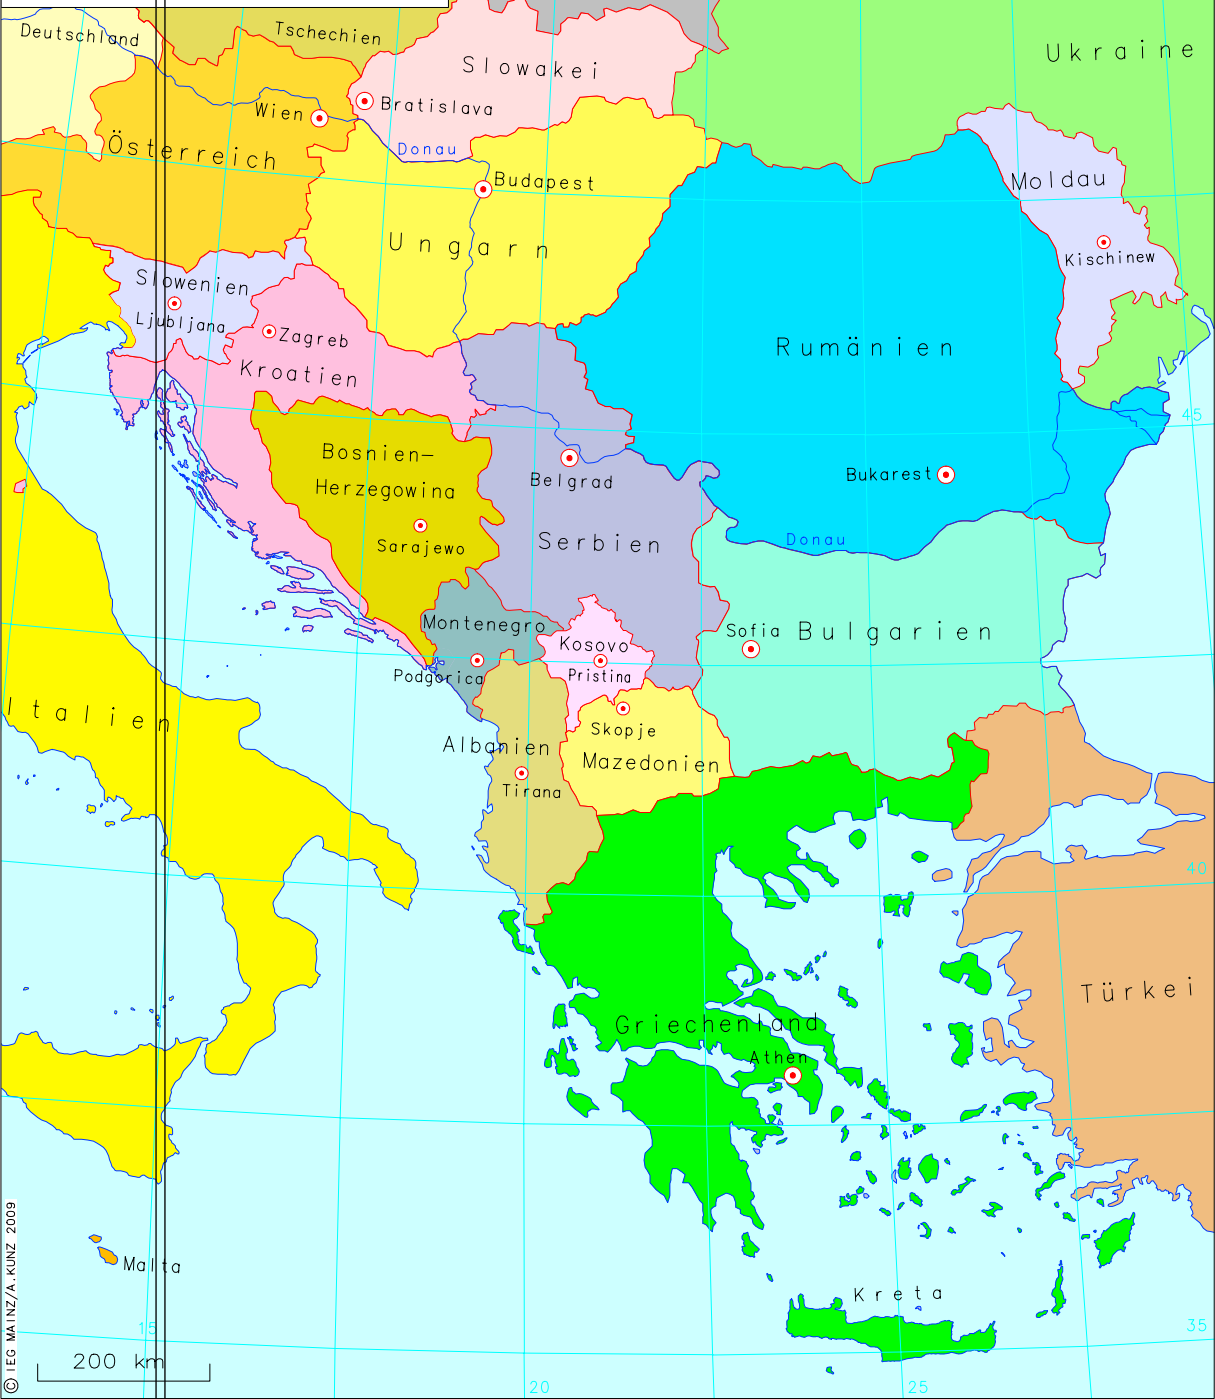 Deutschland
Tschechien
Ukraine
Slowakei
Bratislava
Wien
Donau
Österreich
Budapest
Moldau
Ungarn
Kischinew
Slowenien
Ljubljana
Zagreb
Rumänien
Kroatien
45
Bosnien–
Herzegowina
Bukarest
Belgrad
Sarajewo
Serbien
Donau
Montenegro
Sofia
Bulgarien
Kosovo
Podgorica
Pristina
Italien
Skopje
Albanien
Mazedonien
Tirana
40
Türkei
Griechenland
Athen
Malta
Kreta
15
35
200 km
20
25
© IEG MAINZ/A.KUNZ 2009